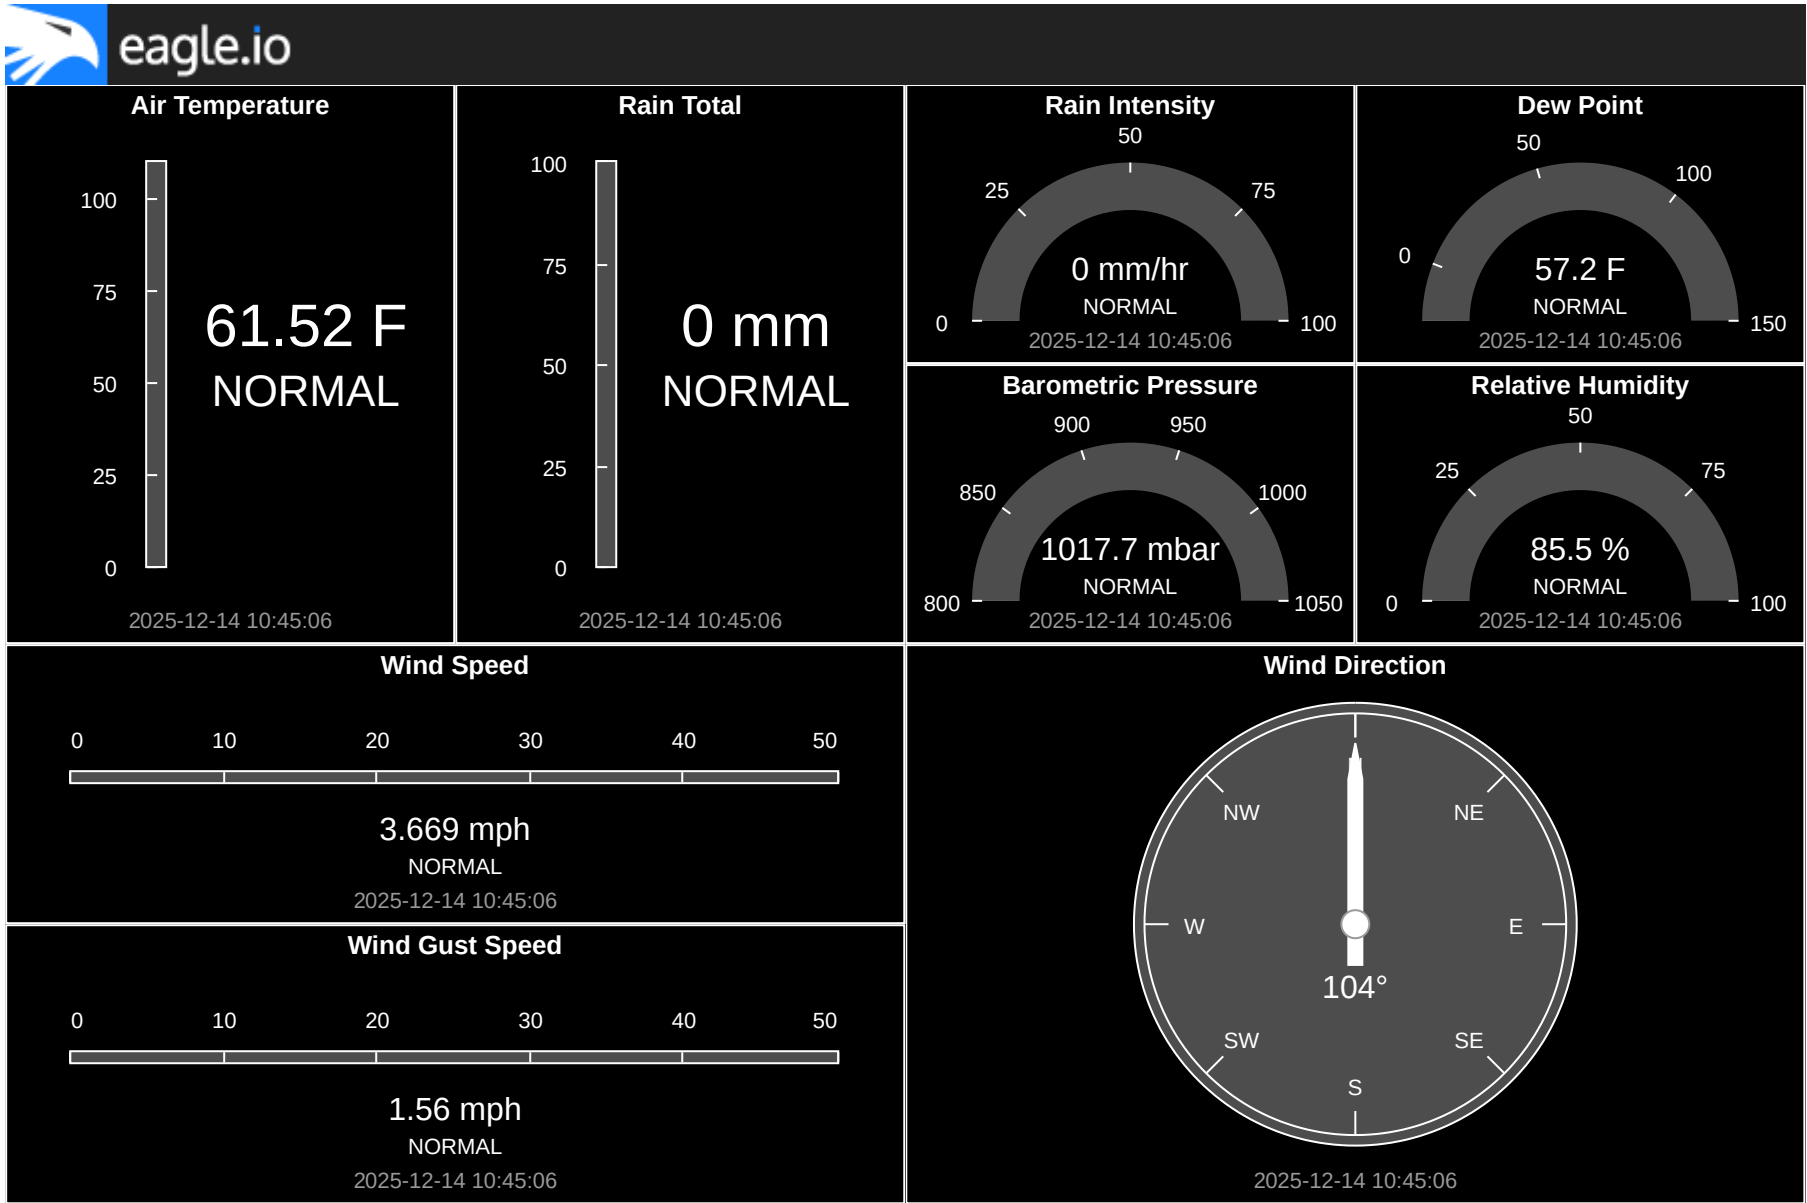 eagle.io
Air Temperature
100
75
50
25
0
61.52 F
NORMAL
2025-12-14 10:45:06
Rain Total
100
75
50
25
0
0 mm
NORMAL
2025-12-14 10:45:06
Rain Intensity
0
25
50
75
100
0 mm/hr
NORMAL
2025-12-14 10:45:06
Dew Point
0
50
100
150
57.2 F
NORMAL
2025-12-14 10:45:06
Barometric Pressure
800
850
900
950
1000
1050
1017.7 mbar
NORMAL
2025-12-14 10:45:06
Relative Humidity
0
25
50
75
100
85.5 %
NORMAL
2025-12-14 10:45:06
Wind Speed
0 10 20 30 40 50
3.669 mph
NORMAL
2025-12-14 10:45:06
Wind Gust Speed
0 10 20 30 40 50
1.56 mph
NORMAL
2025-12-14 10:45:06
Wind Direction
NW NE
W E
104°
SW SE
S
2025-12-14 10:45:06